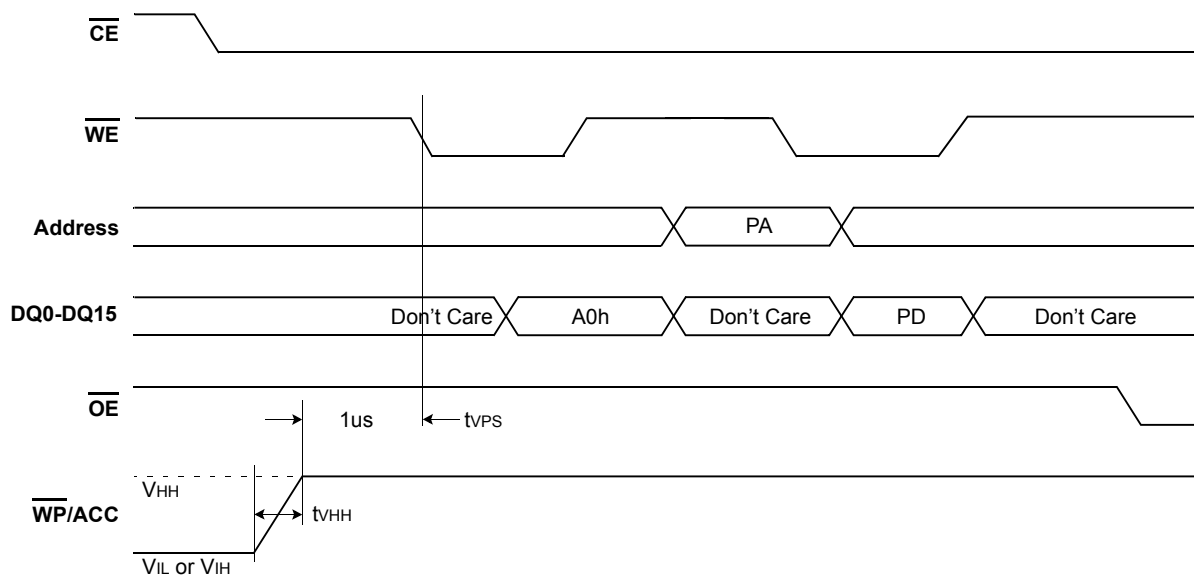 CE
WE
Address PA
DQ0-DQ15 Don't Care A0h Don't Care PD Don't Care
OE
1us tVPS
VHH
WP/ACC tVHH
VIL or VIH